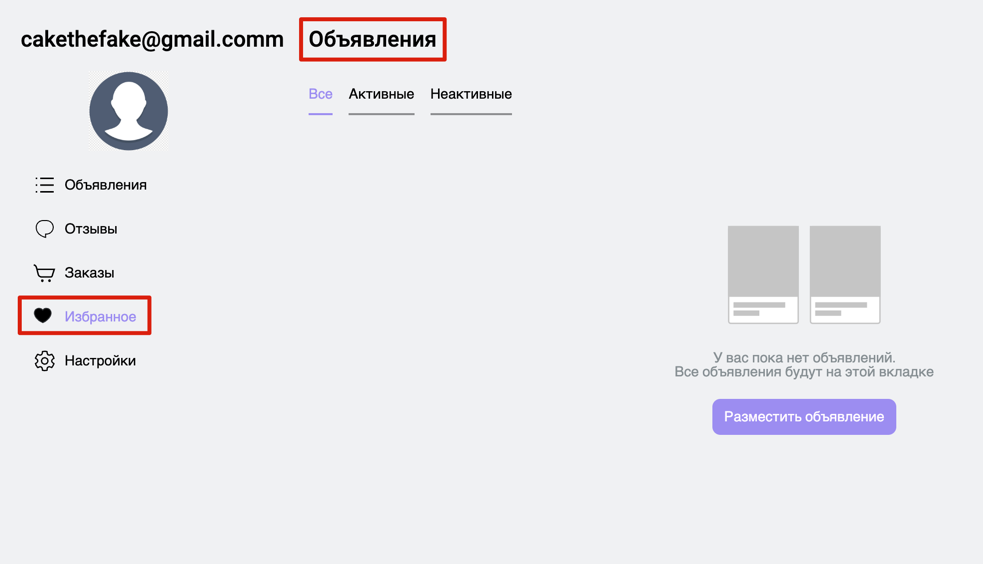 cakethefake@gmail.comm
Объявления
Все Активные Неактивные
Объявления
Отзывы
Заказы
Избранное
Настройки
У вас пока нет объявлений.
Все объявления будут на этой вкладке
Разместить объявление